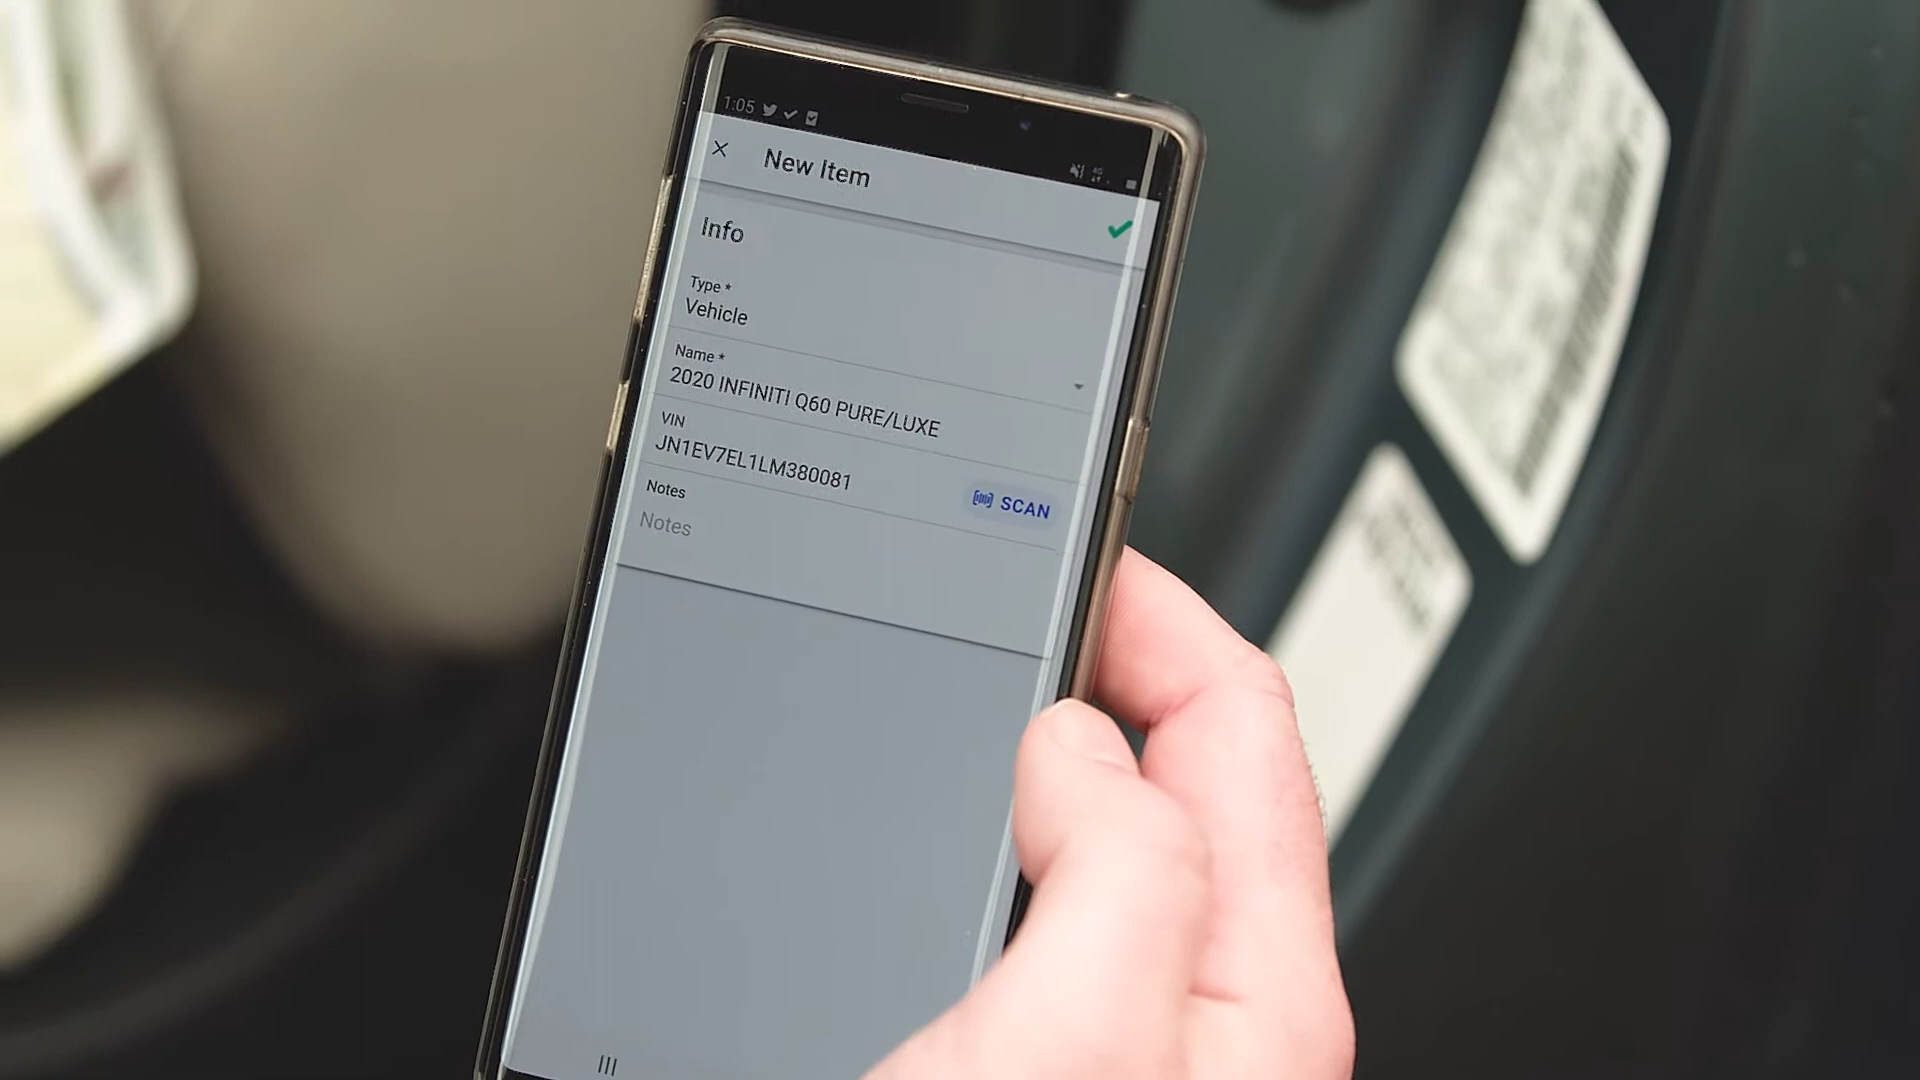 1:05
New Item
Info
Type *
Vehicle
Name *
2020 INFINITI Q60 PURE/LUXE
VIN
JN1EV7EL1LM380081
SCAN
Notes
Notes